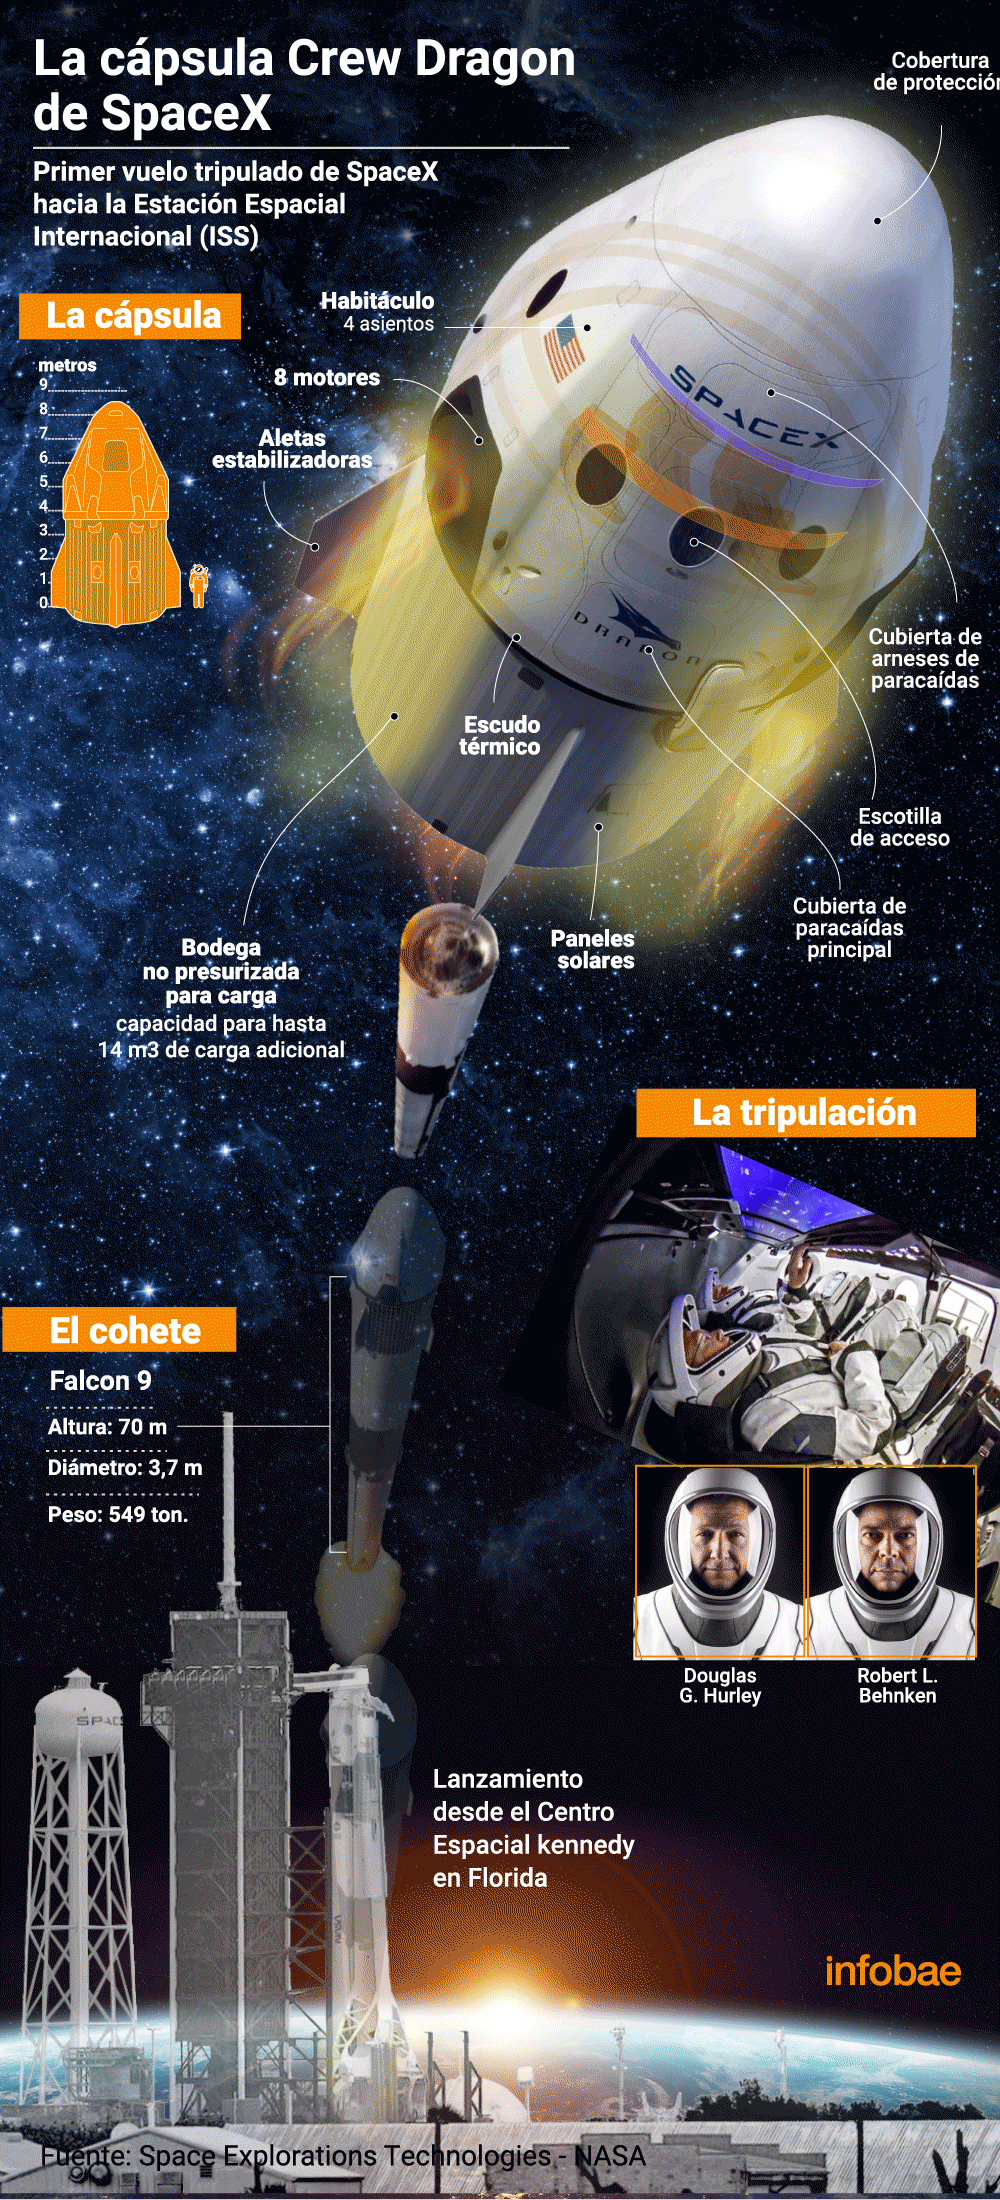 La cápsula Crew Dragon
de SpaceX
Primer vuelo tripulado de SpaceX
hacia la Estación Espacial
Internacional (ISS)
Cobertura
de protección
La cápsula
metros
9
8
7
6
5
4
3
2
1
0
Habitáculo
4 asientos
8 motores
Aletas
estabilizadoras
SPACEX
DRAGON
Cubierta de
arneses de
paracaídas
Escudo
térmico
Escotilla
de acceso
Cubierta de
paracaídas
principal
Paneles
solares
Bodega
no presurizada
para carga
capacidad para hasta
14 m3 de carga adicional
La tripulación
El cohete
Falcon 9
Altura: 70 m
Diámetro: 3,7 m
Peso: 549 ton.
Douglas
G. Hurley
Robert L.
Behnken
SPAC
Lanzamiento
desde el Centro
Espacial kennedy
en Florida
infobae
Fuente: Space Explorations Technologies - NASA